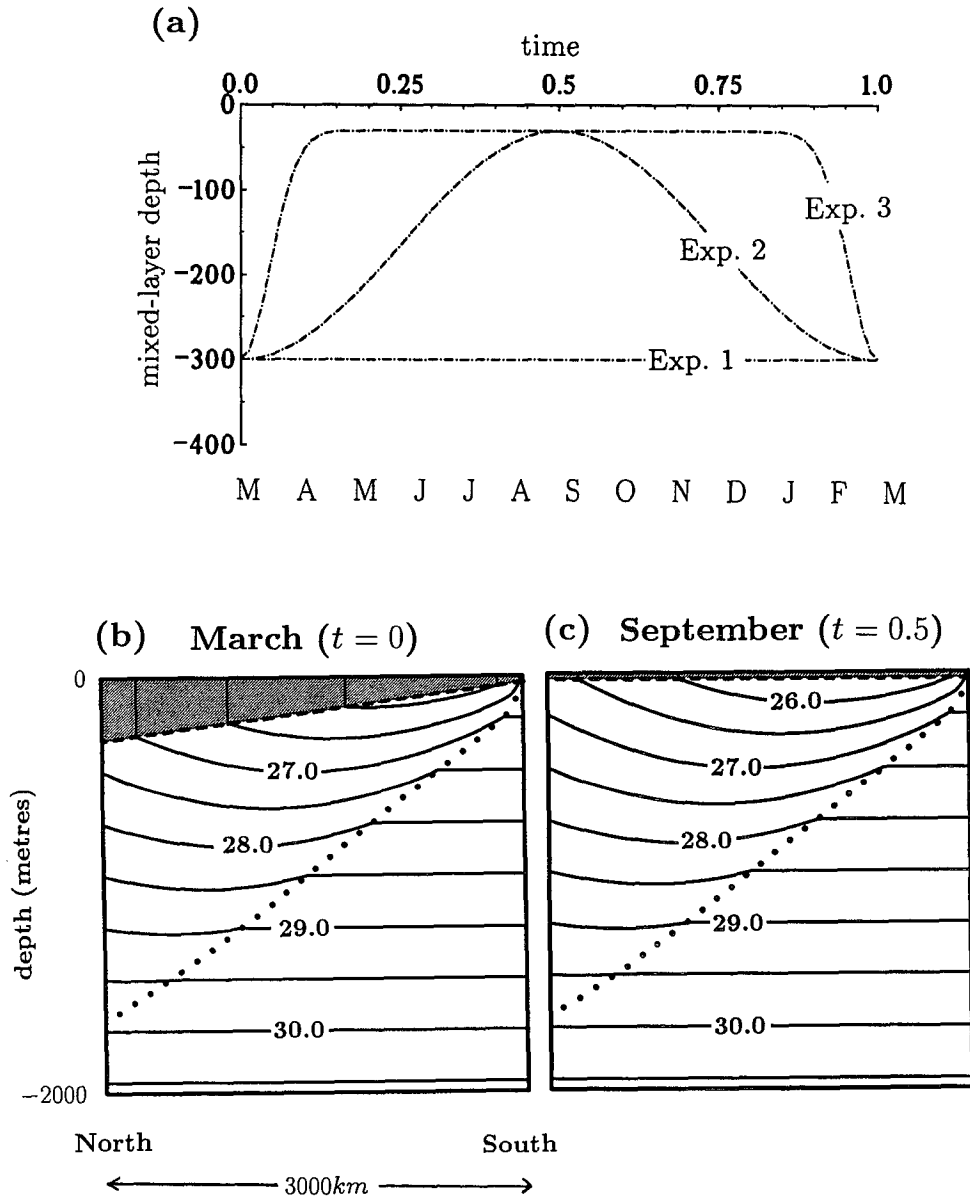 (a)
time
0.0 0.25 0.5 0.75 1.0
0
−100
−200
−300
−400
mixed-layer depth
Exp. 3
Exp. 2
Exp. 1
M A M J J A S O N D J F M
(b) March (t = 0)
(c) September (t = 0.5)
0
−2000
depth (metres)
27.0
28.0
29.0
30.0
26.0
27.0
28.0
29.0
30.0
North South
3000km